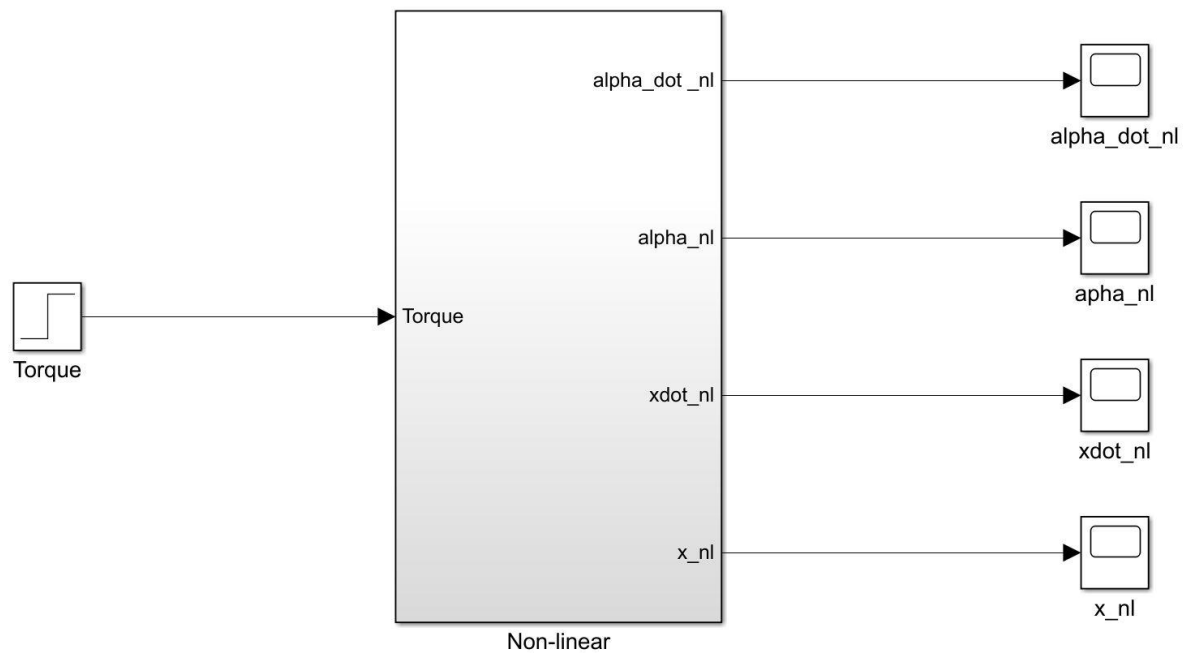 alpha_dot _nl
alpha_dot_nl
alpha_nl
apha_nl
Torque
Torque
xdot_nl
xdot_nl
x_nl
x_nl
Non-linear